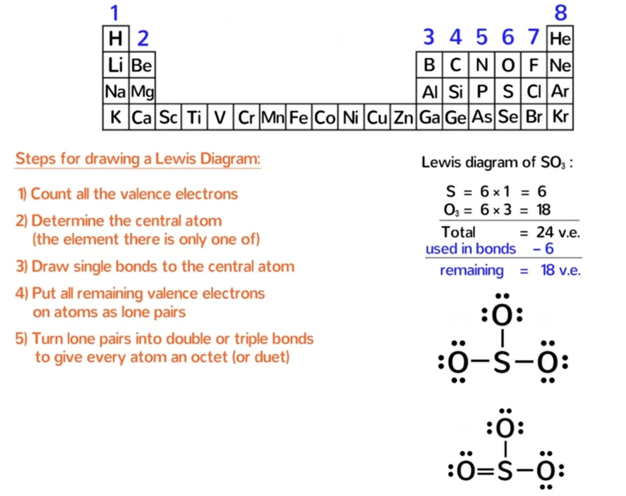 1 8
H 2 3 4 5 6 7 He
Li Be B C N O F Ne
Na Mg Al Si P S Cl Ar
K Ca Sc Ti V Cr Mn Fe Co Ni Cu Zn Ga Ge As Se Br Kr
Steps for drawing a Lewis Diagram:
1) Count all the valence electrons
2) Determine the central atom
(the element there is only one of)
3) Draw single bonds to the central atom
4) Put all remaining valence electrons
on atoms as lone pairs
5) Turn lone pairs into double or triple bonds
to give every atom an octet (or duet)
Lewis diagram of SO₃ :
S = 6 × 1 = 6
O₃ = 6 × 3 = 18
Total = 24 v.e.
used in bonds – 6
remaining = 18 v.e.
:O:
:O–S–O:
:O:
:O=S–O: